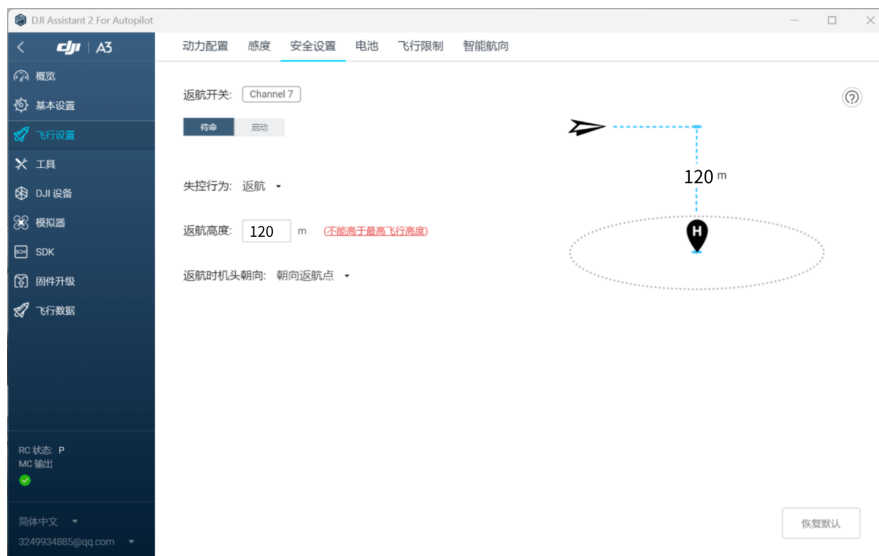 DJI Assistant 2 For Autopilot
dji A3
动力配置 感度 安全设置 电池 飞行限制 智能航向
概览
基本设置
飞行设置
工具
DJI 设备
模拟器
SDK
固件升级
飞行数据
RC 状态: P
MC 输出
简体中文
3249934885@qq.com
返航开关: Channel 7
待命 启动
失控行为: 返航
返航高度: 120 m (不能高于最高飞行高度)
返航时机头朝向: 朝向返航点
120 m
H
恢复默认